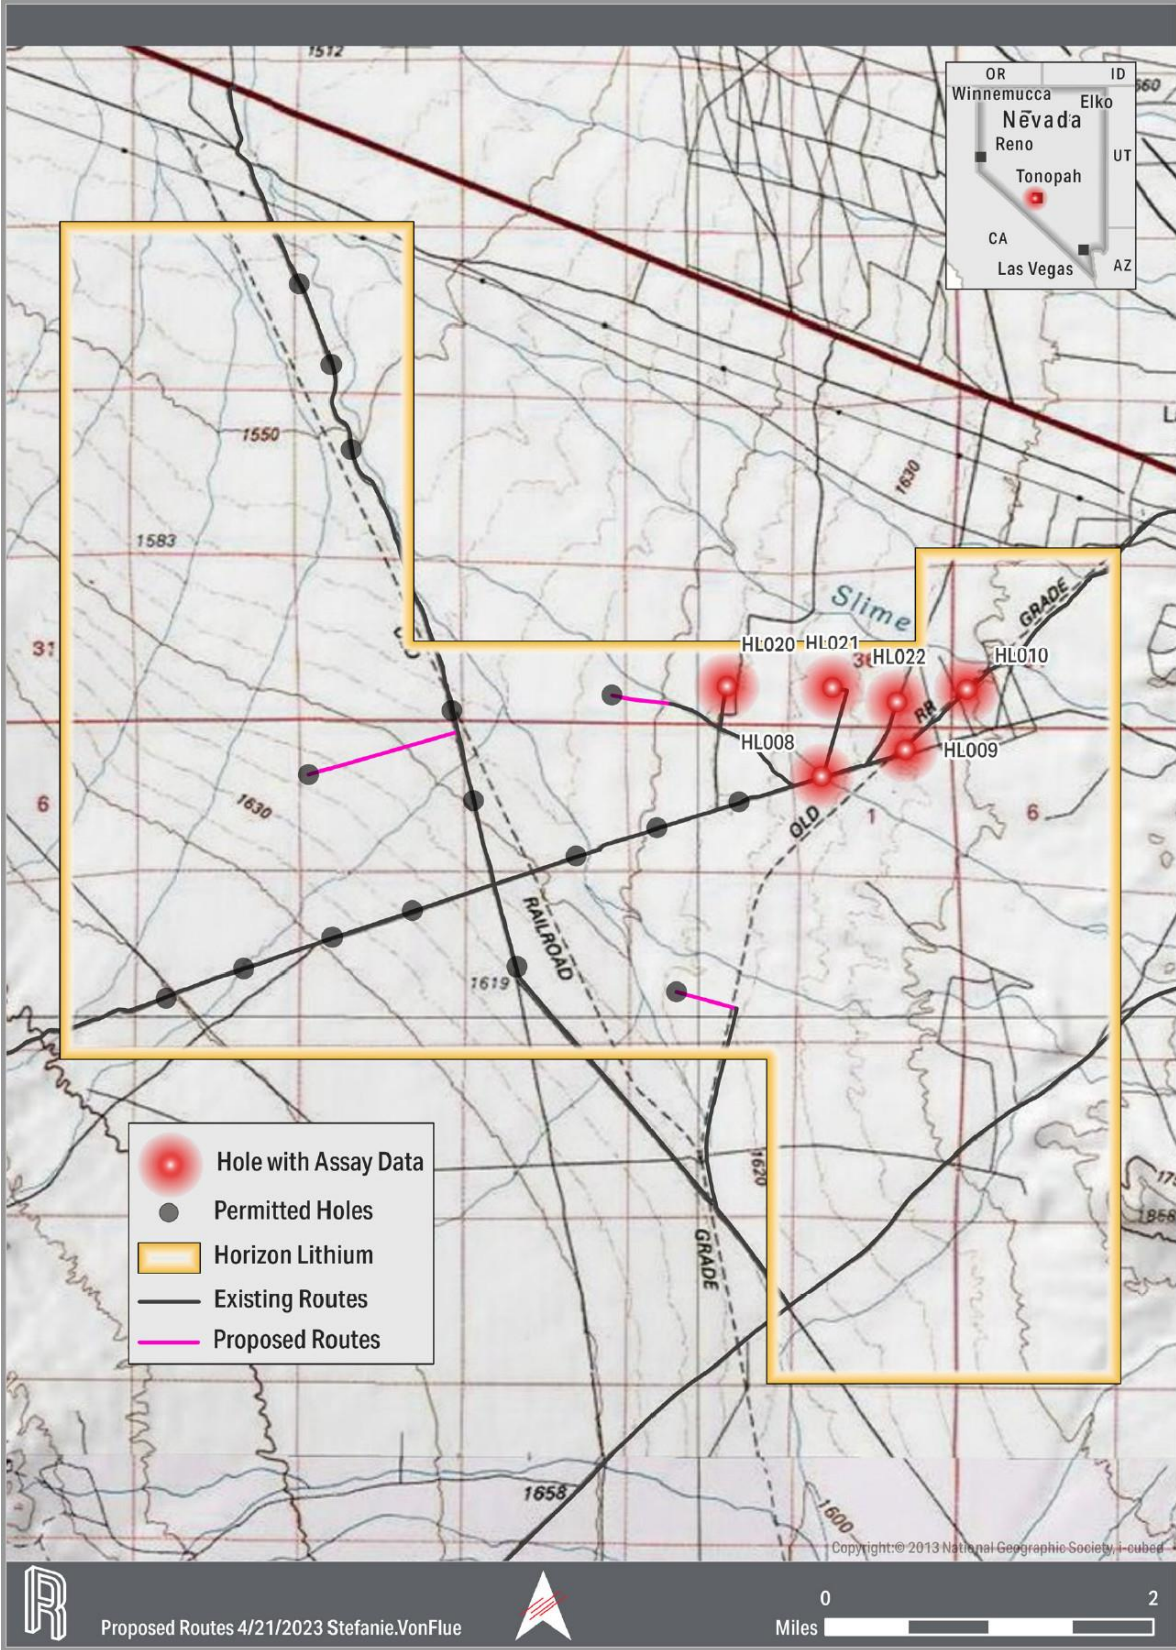 1512
OR ID
Winnemucca
Elko
Nevada
Reno
UT
Tonopah
CA
Las Vegas
AZ
1550
1630
1583
Slime
GRADE
31
HL020 HL021
HL022
HL010
RR
HL008
HL009
6
1630
OLD
1
6
RAILROAD
1619
1620
GRADE
Hole with Assay Data
Permitted Holes
Horizon Lithium
Existing Routes
Proposed Routes
1858
1658
1600
Copyright:© 2013 National Geographic Society, i-cubed
R
Proposed Routes 4/21/2023 Stefanie.VonFlue
0 2
Miles